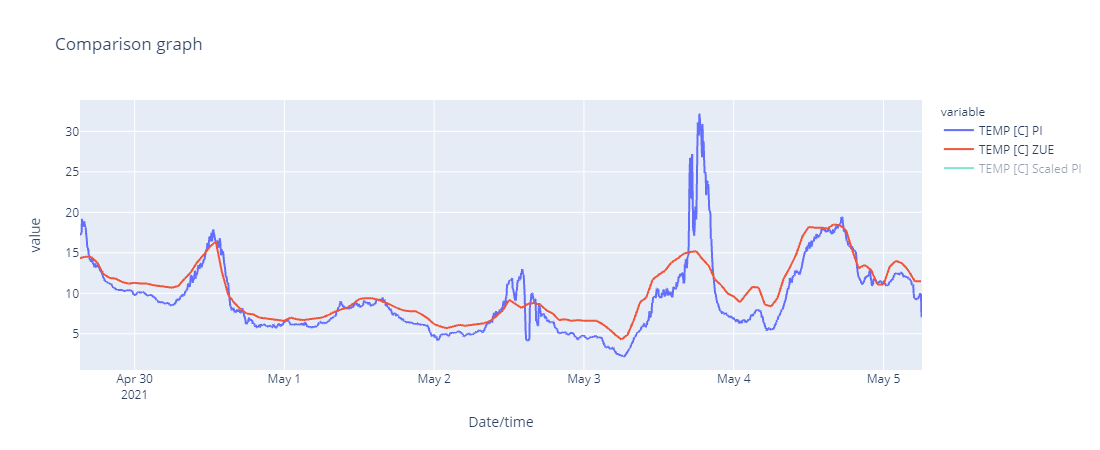 Comparison graph
variable
TEMP [C] PI
TEMP [C] ZUE
TEMP [C] Scaled PI
value
30
25
20
15
10
5
Apr 30
2021
May 1
May 2
May 3
May 4
May 5
Date/time